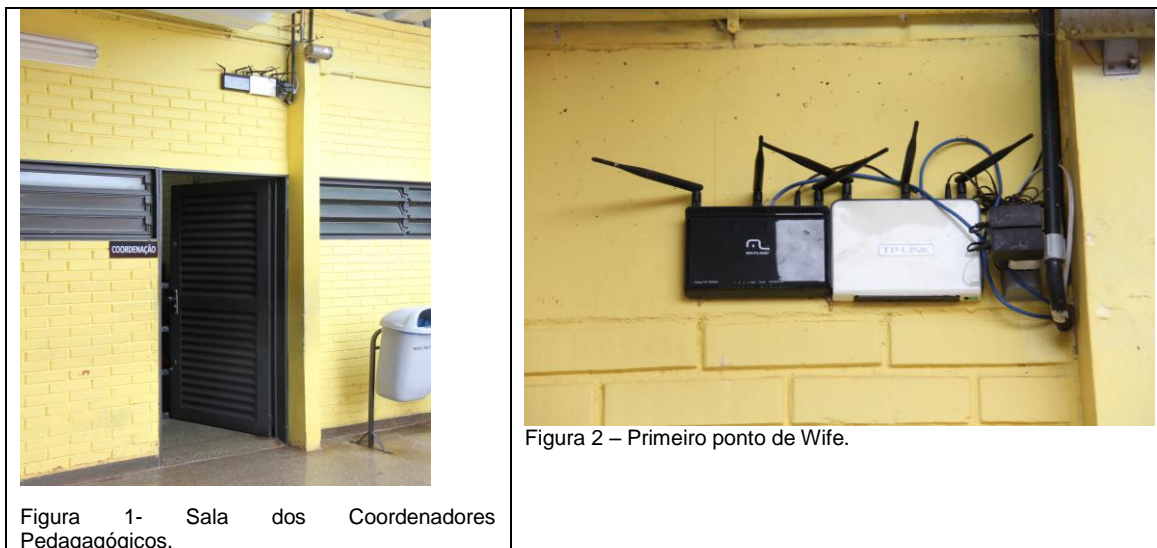 COORDENAÇÃO
Figura 1- Sala dos Coordenadores
Pedagagógicos.
TP-LINK
Figura 2 – Primeiro ponto de Wife.